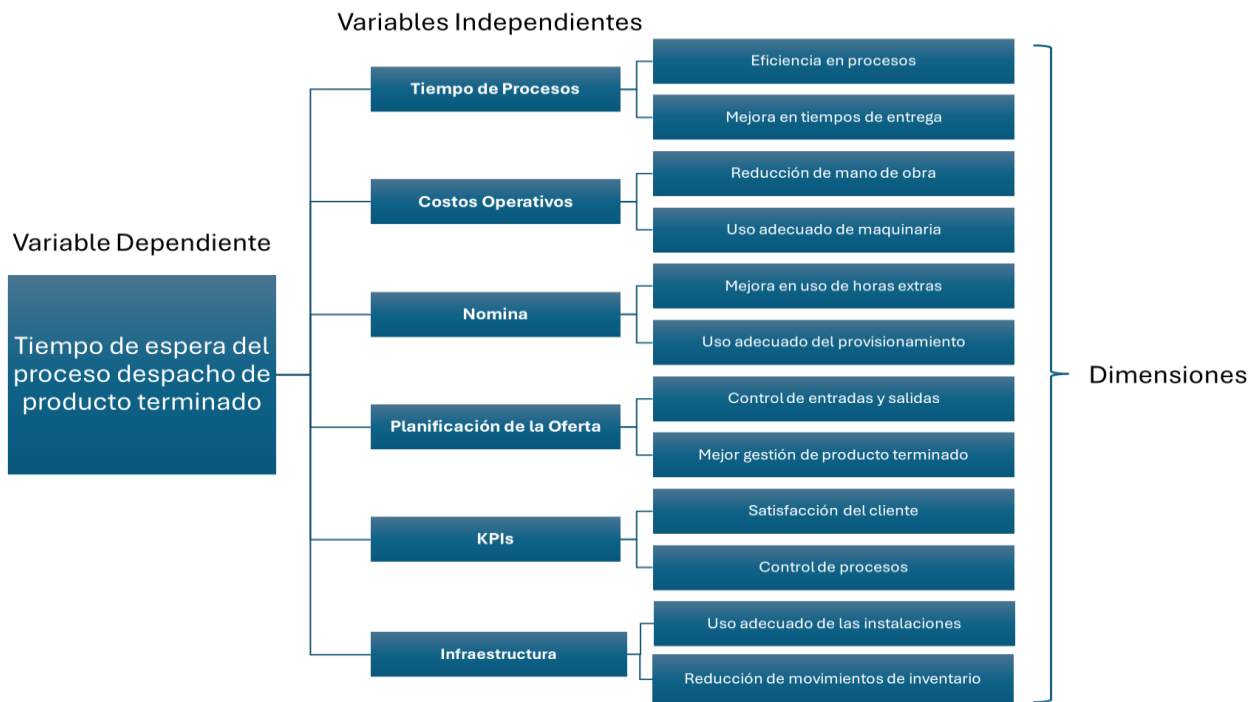 Variables Independientes
Variable Dependiente
Tiempo de espera del
proceso despacho de
producto terminado
Tiempo de Procesos
Eficiencia en procesos
Mejora en tiempos de entrega
Costos Operativos
Reducción de mano de obra
Uso adecuado de maquinaria
Nomina
Mejora en uso de horas extras
Uso adecuado del provisionamiento
Planificación de la Oferta
Control de entradas y salidas
Mejor gestión de producto terminado
KPIs
Satisfacción del cliente
Control de procesos
Infraestructura
Uso adecuado de las instalaciones
Reducción de movimientos de inventario
Dimensiones